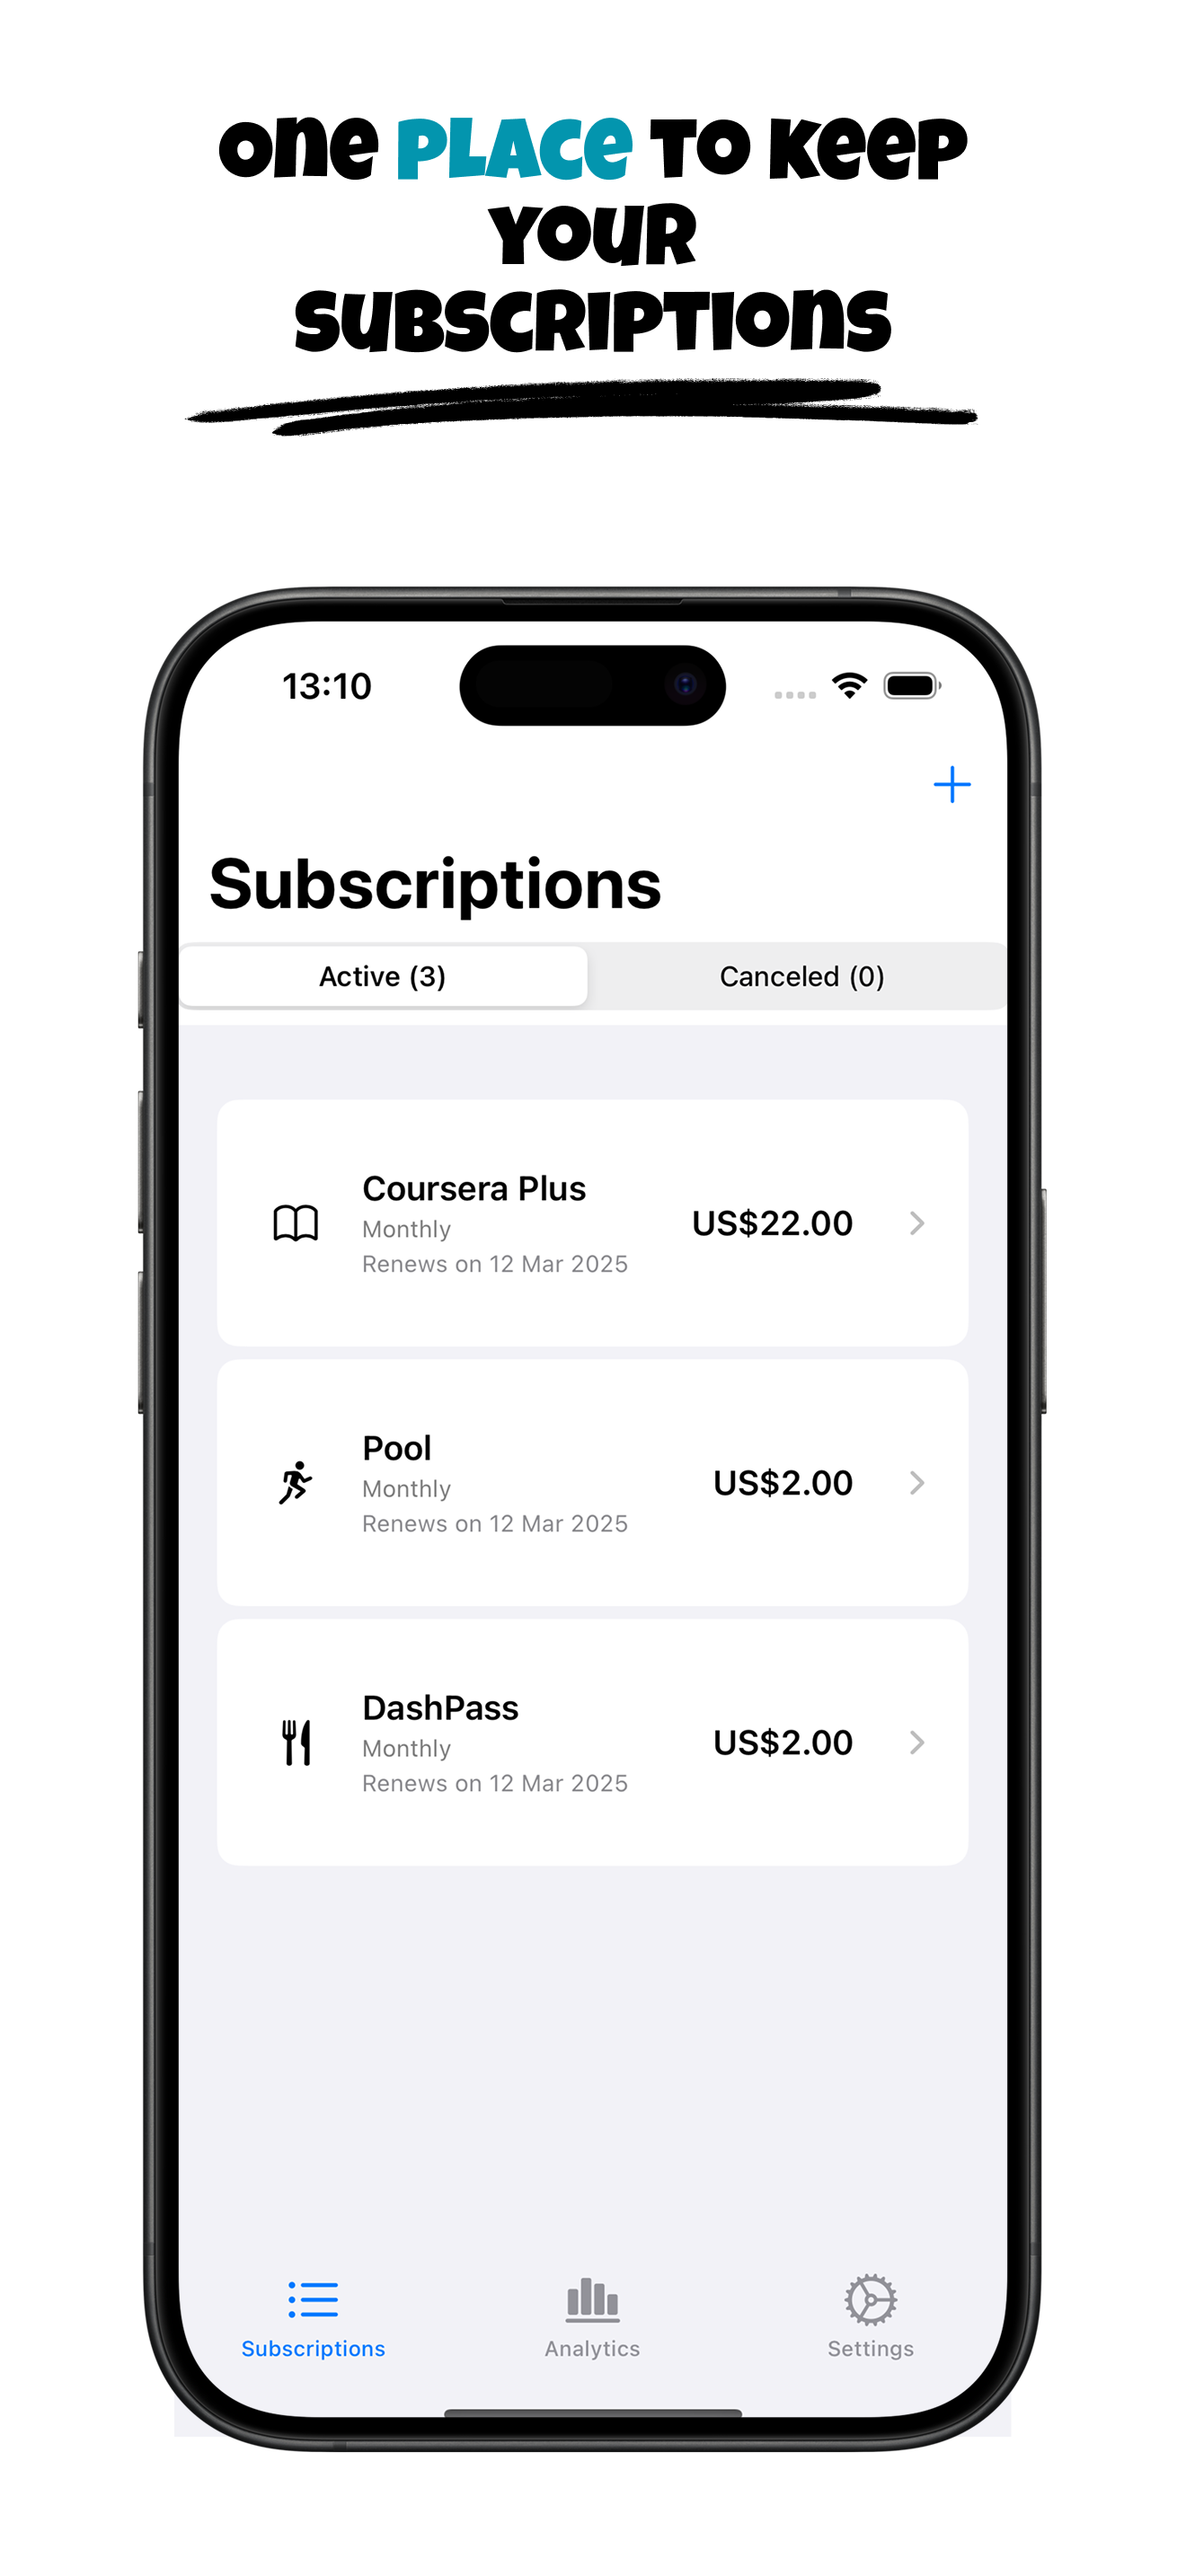 one PLACE TO KEEP
YOUR
SUBSCRIPTIONS
13:10
Subscriptions
Active (3)
Canceled (0)
Coursera Plus
Monthly
Renews on 12 Mar 2025
US$22.00
Pool
Monthly
Renews on 12 Mar 2025
US$2.00
DashPass
Monthly
Renews on 12 Mar 2025
US$2.00
Subscriptions
Analytics
Settings